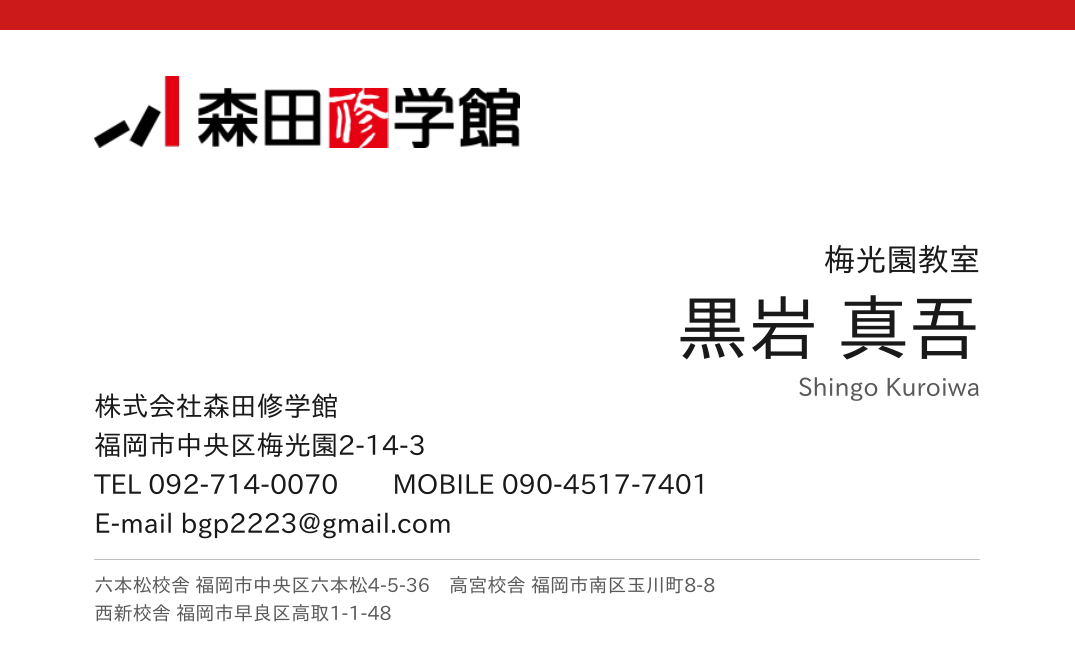 森田修学館
梅光園教室
黒岩 真吾
Shingo Kuroiwa
株式会社森田修学館
福岡市中央区梅光園2-14-3
TEL 092-714-0070　　MOBILE 090-4517-7401
E-mail bgp2223@gmail.com
六本松校舎 福岡市中央区六本松4-5-36　高宮校舎 福岡市南区玉川町8-8
西新校舎 福岡市早良区高取1-1-48